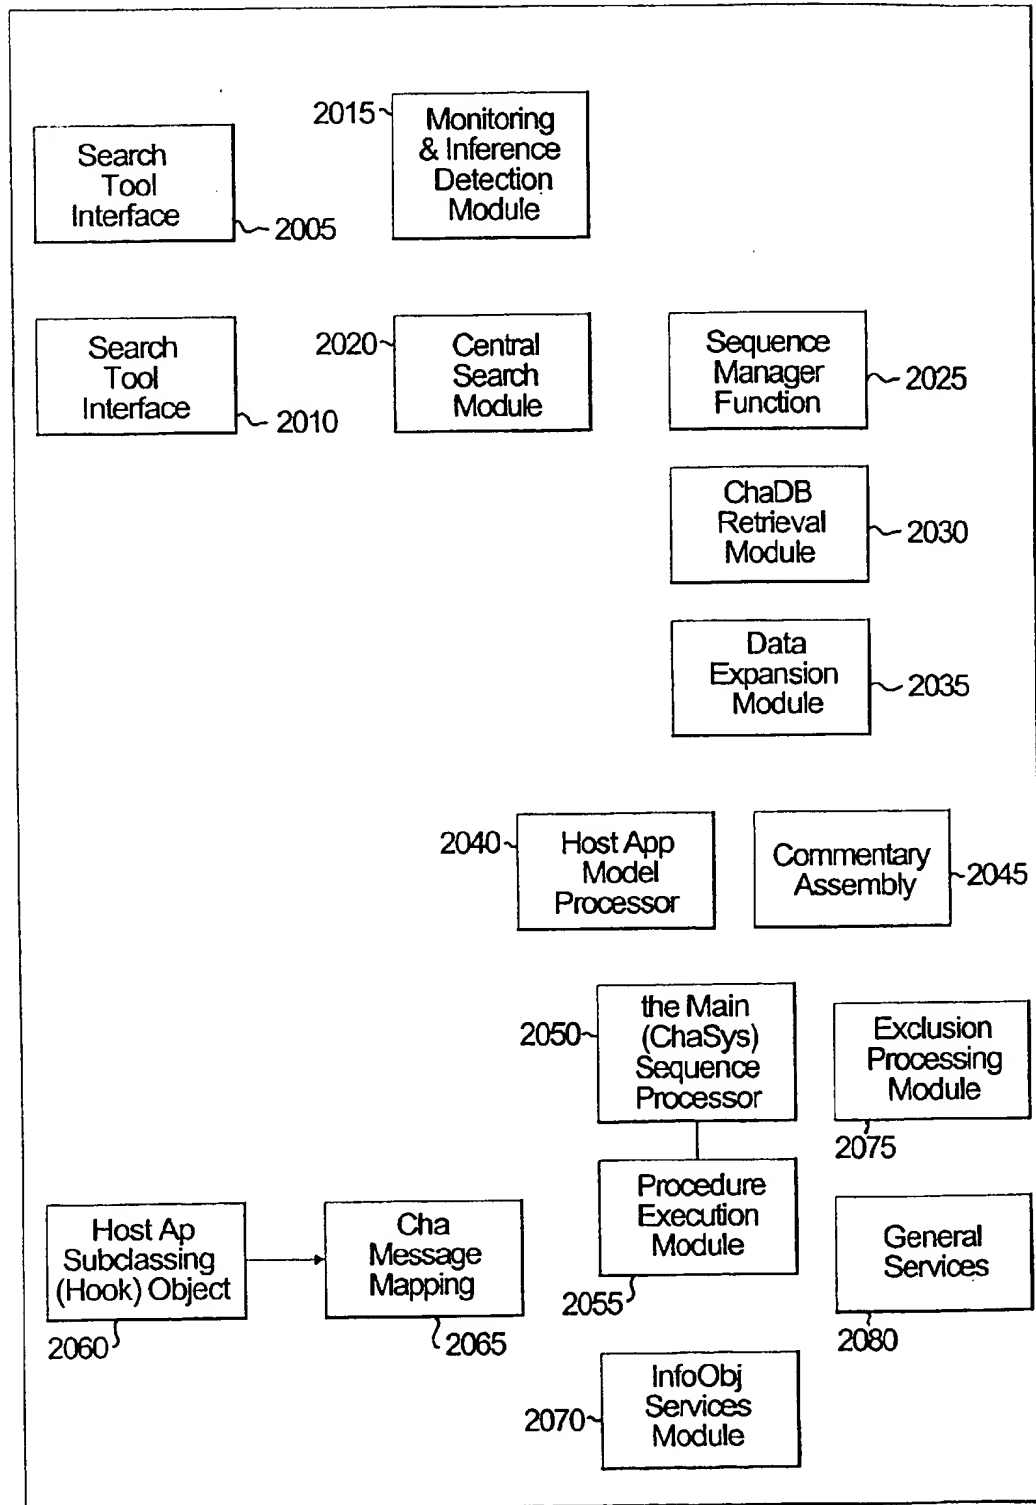 2015
Monitoring
& Inference
Detection
Module
Search
Tool
Interface
2005
Search
Tool
Interface
2010
2020
Central
Search
Module
Sequence
Manager
Function
2025
ChaDB
Retrieval
Module
2030
Data
Expansion
Module
2035
2040
Host App
Model
Processor
Commentary
Assembly
2045
2050
the Main
(ChaSys)
Sequence
Processor
Exclusion
Processing
Module
2075
Procedure
Execution
Module
2055
Host Ap
Subclassing
(Hook) Object
2060
Cha
Message
Mapping
2065
General
Services
2080
2070
InfoObj
Services
Module